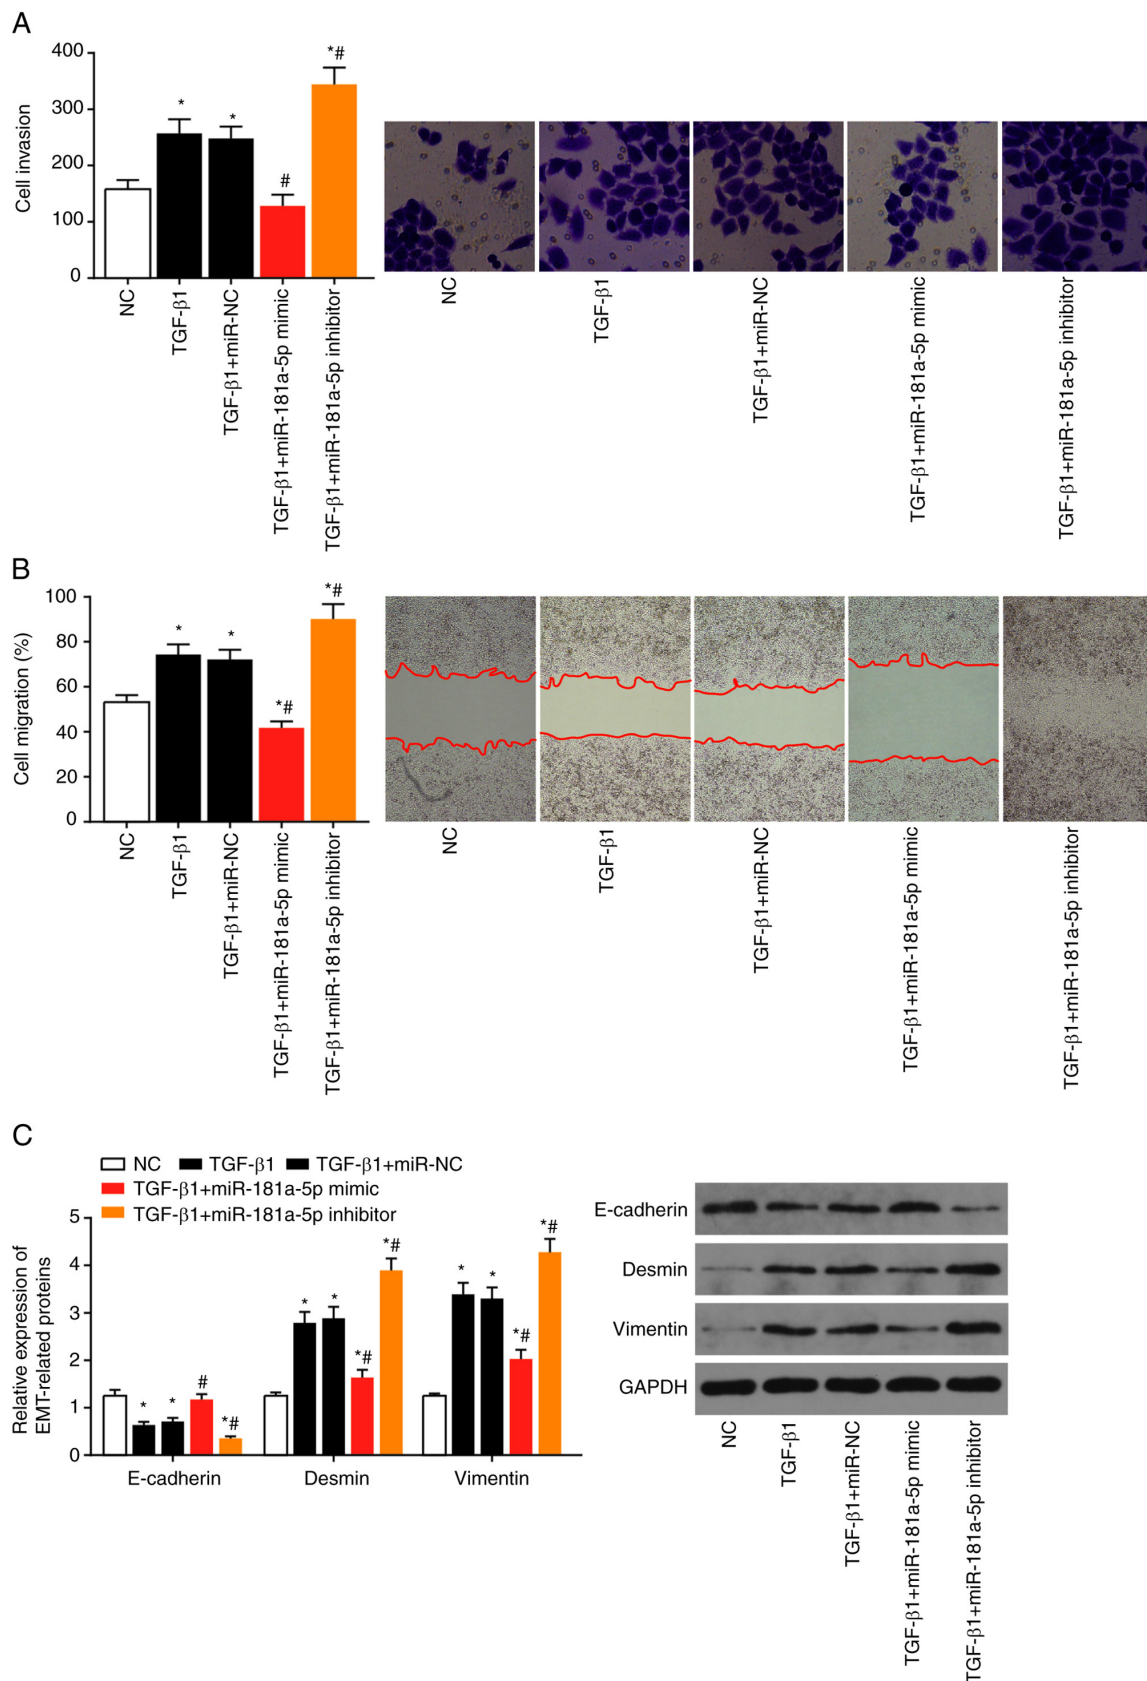 A
Cell invasion
400
300
200
100
0
*
*
#
*#
NC
TGF-β1
TGF-β1+miR-NC
TGF-β1+miR-181a-5p mimic
TGF-β1+miR-181a-5p inhibitor
NC
TGF-β1
TGF-β1+miR-NC
TGF-β1+miR-181a-5p mimic
TGF-β1+miR-181a-5p inhibitor
B
Cell migration (%)
100
80
60
40
20
0
*
*
*#
*#
NC
TGF-β1
TGF-β1+miR-NC
TGF-β1+miR-181a-5p mimic
TGF-β1+miR-181a-5p inhibitor
NC
TGF-β1
TGF-β1+miR-NC
TGF-β1+miR-181a-5p mimic
TGF-β1+miR-181a-5p inhibitor
C
NC TGF-β1 TGF-β1+miR-NC
TGF-β1+miR-181a-5p mimic
TGF-β1+miR-181a-5p inhibitor
Relative expression of
EMT-related proteins
5
4
3
2
1
0
*
*
#
*#
*
*
*#
*#
*
*
*#
*#
E-cadherin
Desmin
Vimentin
E-cadherin
Desmin
Vimentin
GAPDH
NC
TGF-β1
TGF-β1+miR-NC
TGF-β1+miR-181a-5p mimic
TGF-β1+miR-181a-5p inhibitor